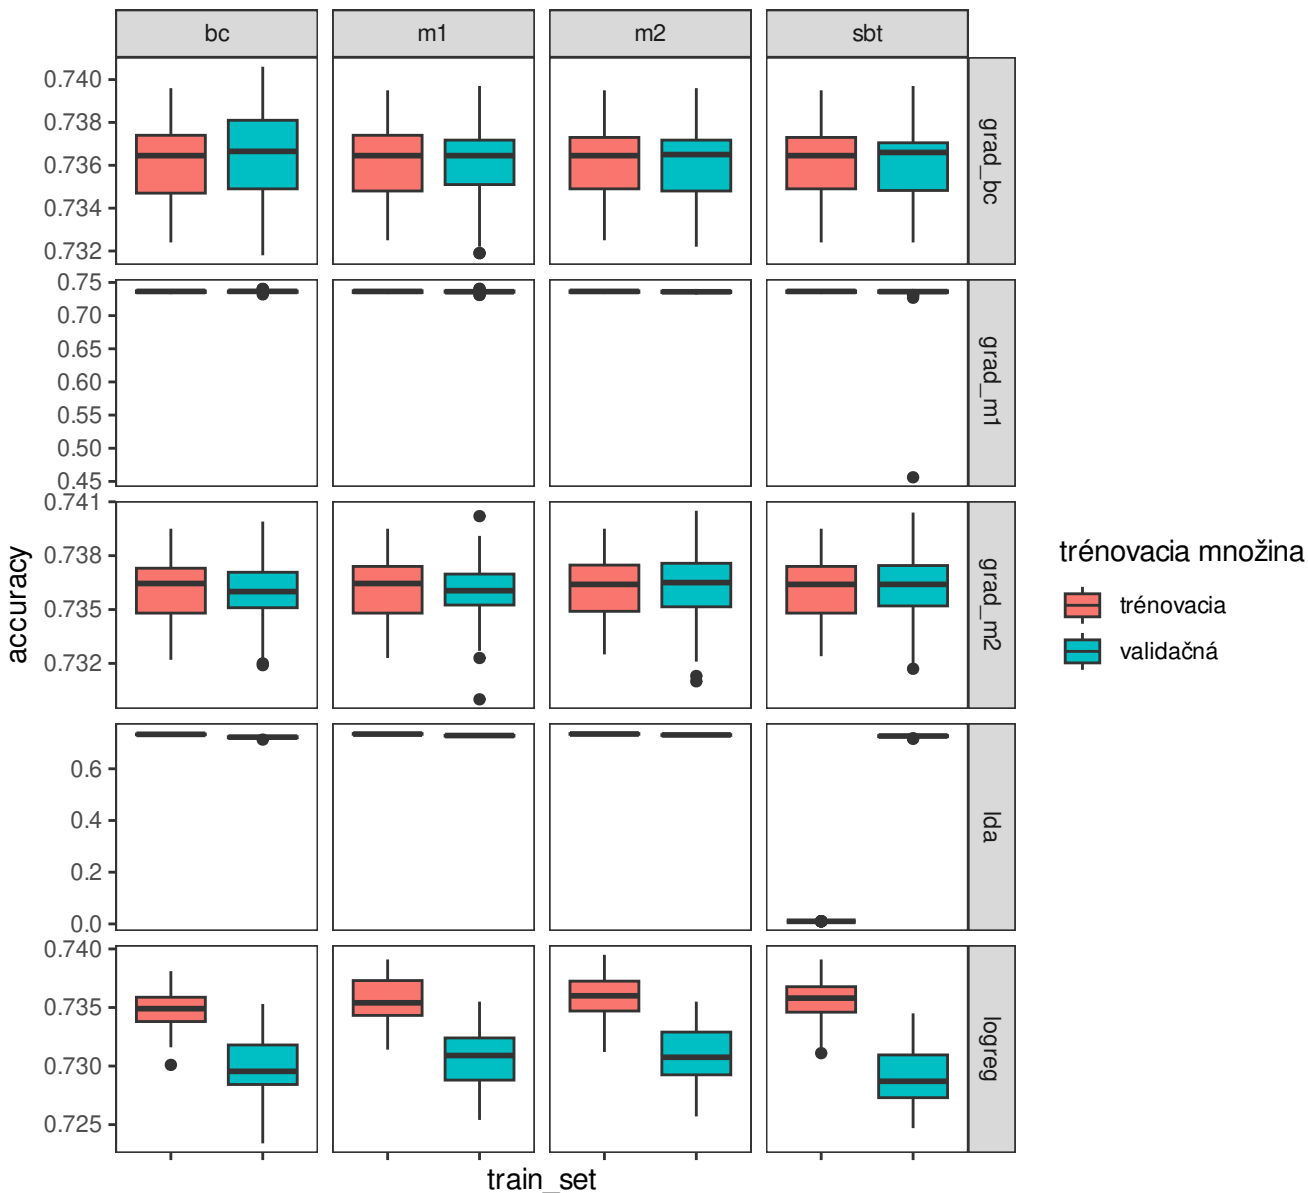 bc m1 m2 sbt
0.740
0.738
0.736
0.734
0.732
grad_bc
0.75
0.70
0.65
0.60
0.55
0.50
0.45
grad_m1
0.741
0.738
0.735
0.732
grad_m2
0.6
0.4
0.2
0.0
lda
0.740
0.735
0.730
0.725
logreg
accuracy
train_set
trénovacia množina
trénovacia
validačná